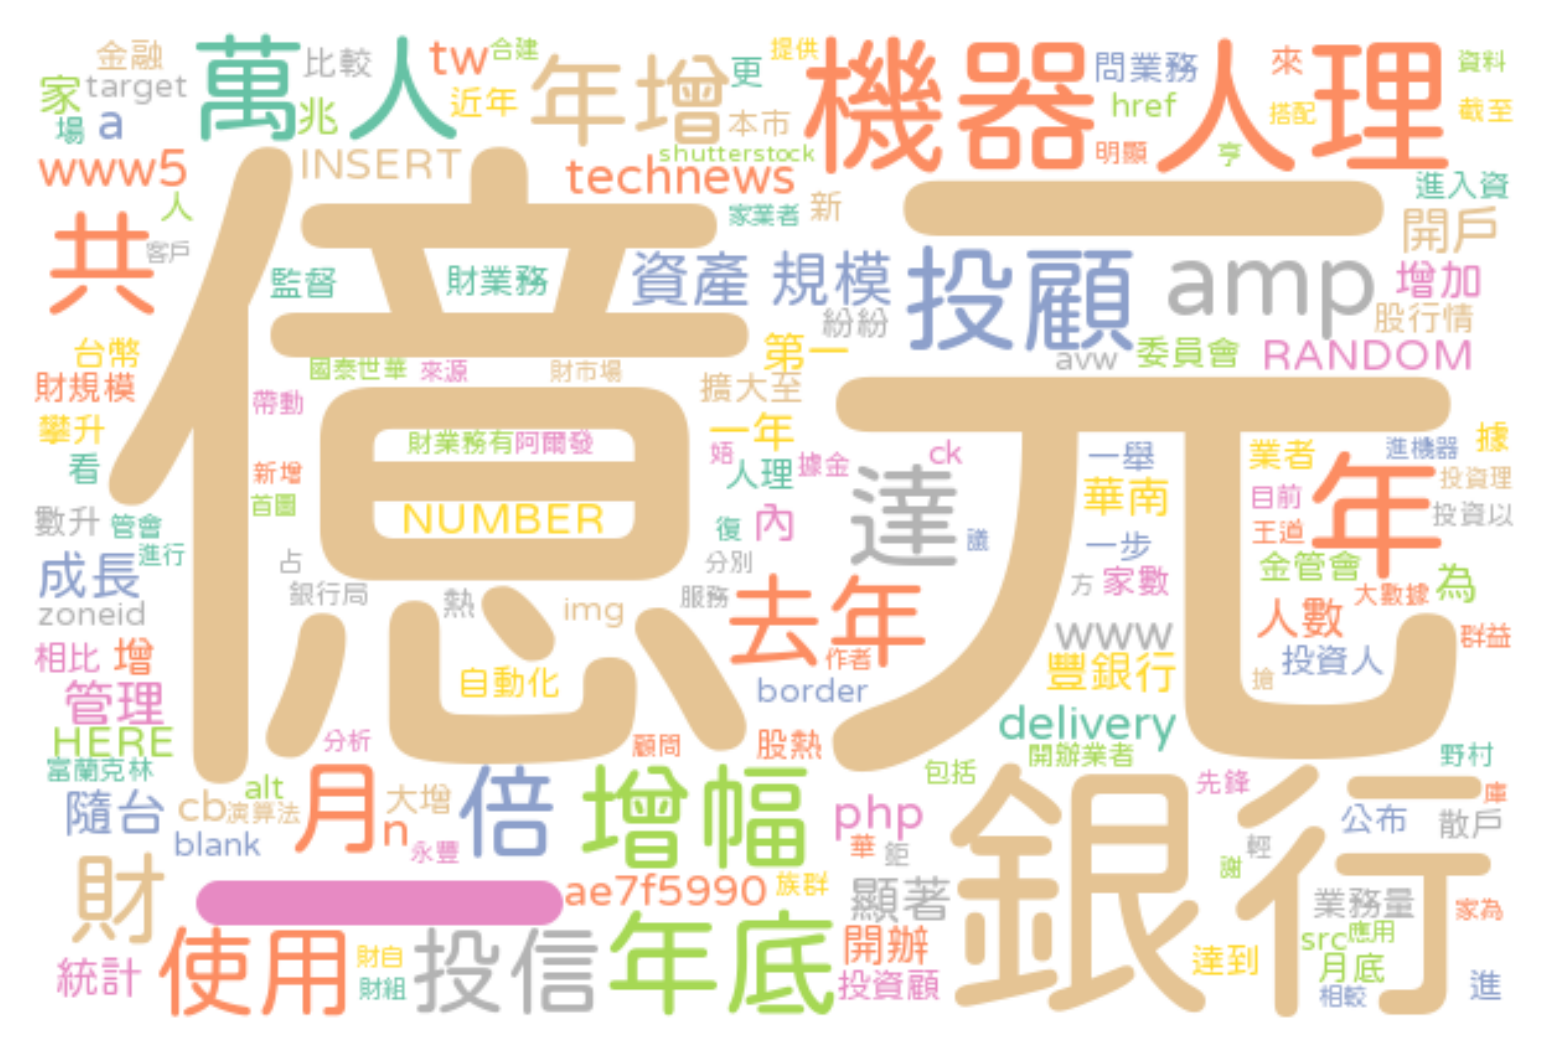 金融
萬人
比較
tw
合建
年增
更
提供
機器人理
問業務
來
資料
家
target
兆
近年
本市
href
搭配
截至
場
a
www5
INSERT
technews
shutterstock
明顯
亨
進入資
人
家業者
新
開戶
共
客戶
億元
一
監督
財業務
資產
規模
投顧
amp
增加
紛紛
股行情
台幣
國泰世華
來源
財市場
第一
avw
委員會
RANDOM
財規模
帶動
擴大至
攀升
財業務有
阿爾發
一年
ck
一舉
業者
進機器
據
看
新增
人理
據金
達
華南
目前
年
投資理
首圖
數升
管會
NUMBER
復
內
議
一步
王道
投資以
成長
進行
占
分別
方
家數
金管會
為
zoneid
銀行局
熱
img
服務
去年
www
人數
大數據
相比
增
作者
豐銀行
投資人
群益
管理
自動化
border
搶
HERE
分析
顧問
股熱
delivery
富蘭克林
開辦業者
野村
alt
月
大增
倍
增幅
包括
銀行
先鋒
庫
隨台
cb
演算法
n
php
公布
散戶
blank
永豐
華
鉅
輕
謝
財
一
ae7f5990
族群
顯著
業務量
家為
使用
財自
投信
年底
開辦
src
應用
統計
財組
投資顧
達到
月底
相較
進